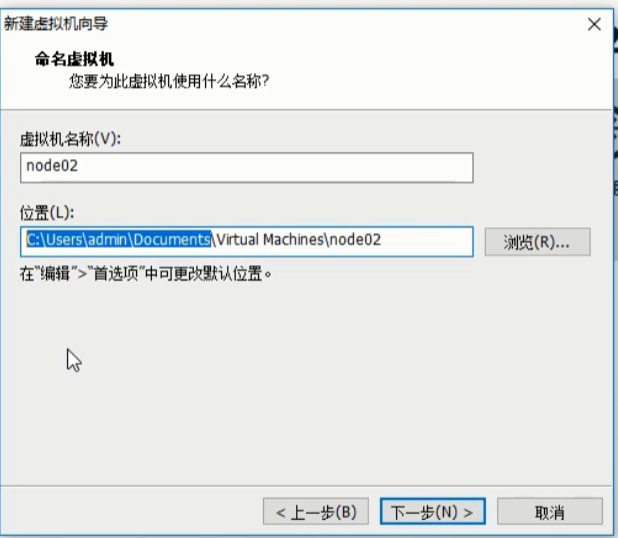 新建虚拟机向导
命名虚拟机
您要为此虚拟机使用什么名称?
虚拟机名称(V):
node02
位置(L):
C:\Users\admin\Documents\Virtual Machines\node02
浏览(R)...
在“编辑”>“首选项”中可更改默认位置。
< 上一步(B)
下一步(N) >
取消